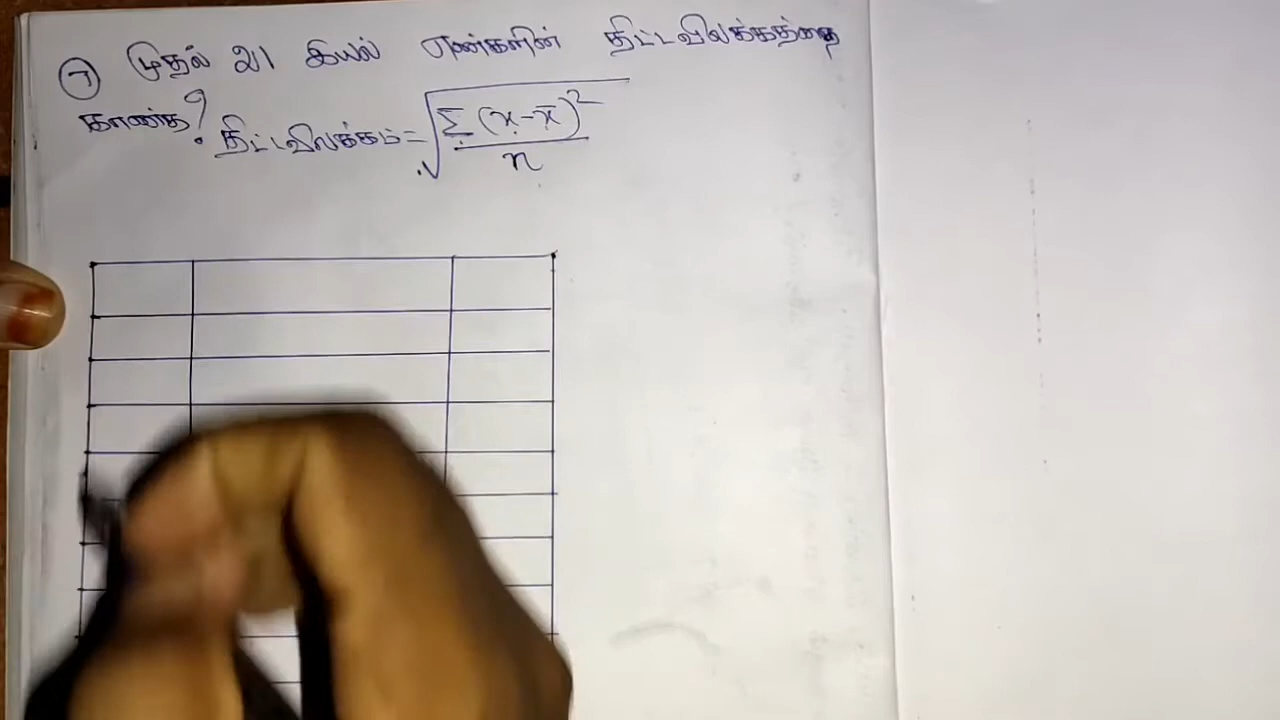 7 முதல் 21 இயல் எண்களின் திட்டவிலக்கத்தை
காண்க? திட்டவிலக்கம் = √(Σ(x-x̄)²/n)